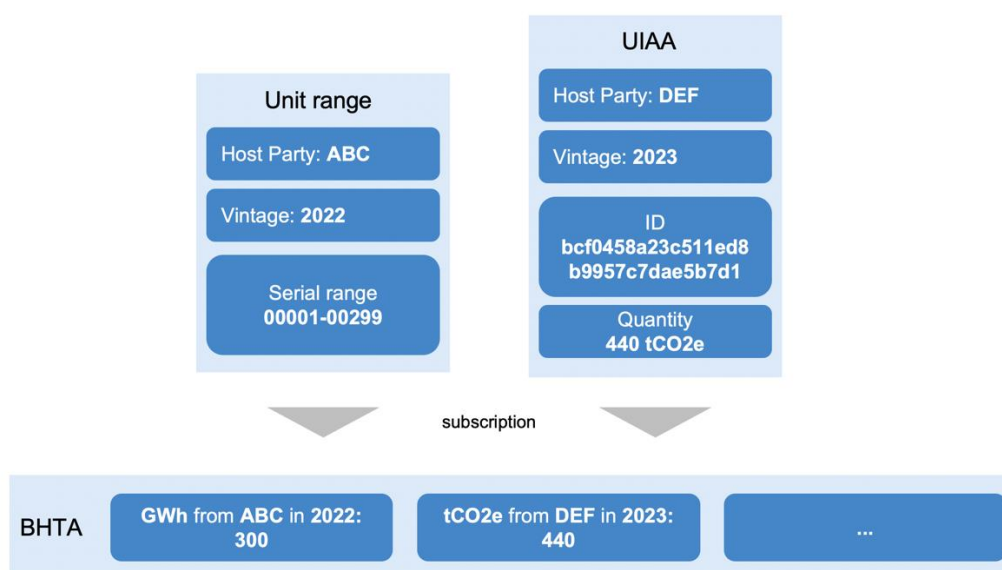 Unit range
Host Party: ABC
Vintage: 2022
Serial range
00001-00299
UIAA
Host Party: DEF
Vintage: 2023
ID
bcf0458a23c511ed8
b9957c7dae5b7d1
Quantity
440 tCO2e
subscription
BHTA
GWh from ABC in 2022:
300
tCO2e from DEF in 2023:
440
...